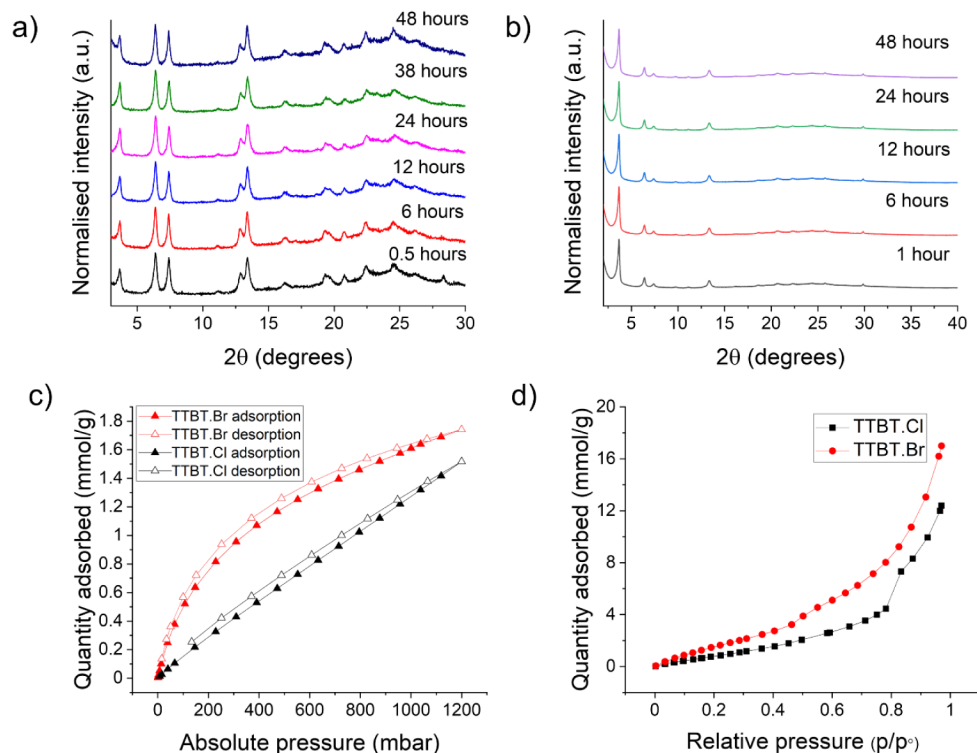 a)
Normalised intensity (a.u.)
48 hours
38 hours
24 hours
12 hours
6 hours
0.5 hours
5 10 15 20 25 30
2θ (degrees)
b)
Normalised intensity (a.u.)
48 hours
24 hours
12 hours
6 hours
1 hour
5 10 15 20 25 30 35 40
2θ (degrees)
c)
Quantity adsorbed (mmol/g)
1.8
1.6
1.4
1.2
1
0.8
0.6
0.4
0.2
0
TTBT.Br adsorption
TTBT.Br desorption
TTBT.Cl adsorption
TTBT.Cl desorption
0 200 400 600 800 1000 1200
Absolute pressure (mbar)
d)
Quantity adsorbed (mmol/g)
20
16
12
8
4
0
TTBT.Cl
TTBT.Br
0 0.2 0.4 0.6 0.8 1
Relative pressure (p/p°)